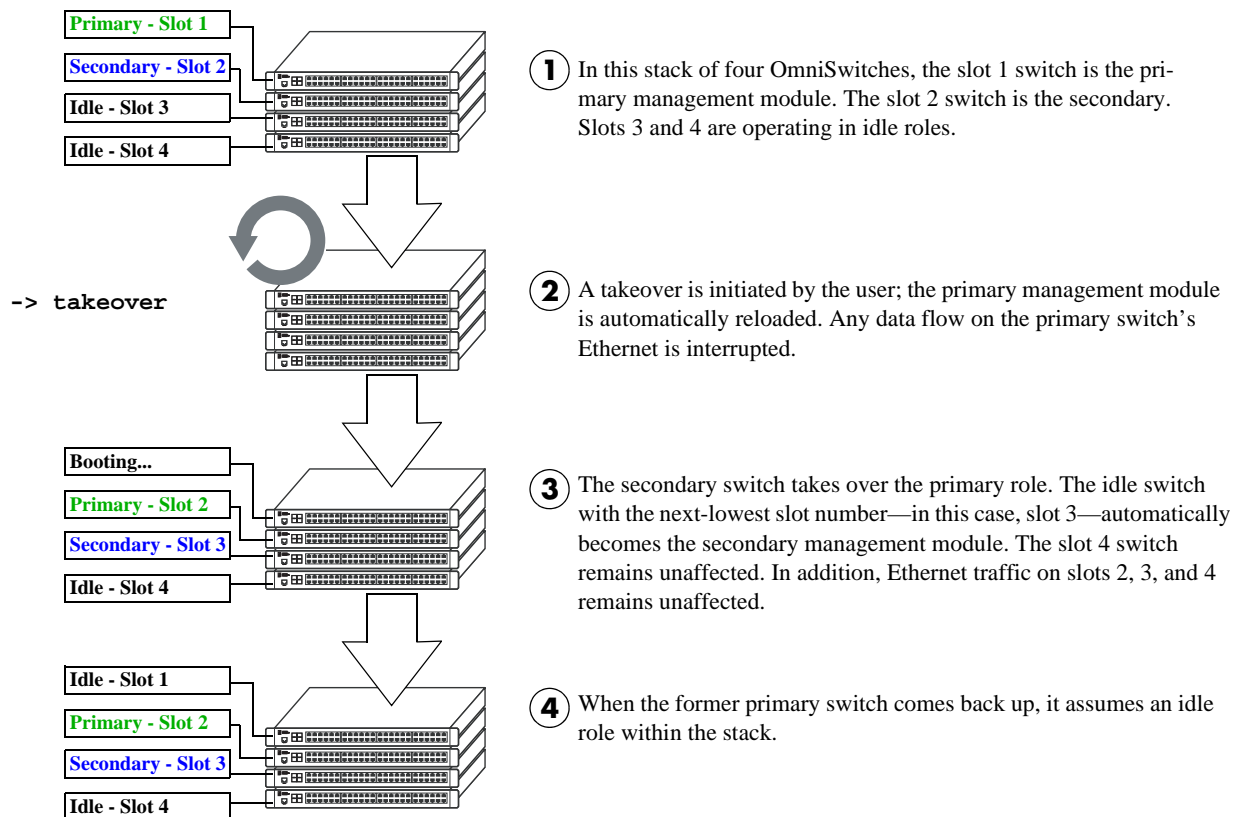 Primary - Slot 1
Secondary - Slot 2
Idle - Slot 3
Idle - Slot 4
1 In this stack of four OmniSwitches, the slot 1 switch is the pri-
mary management module. The slot 2 switch is the secondary.
Slots 3 and 4 are operating in idle roles.
-> takeover
2 A takeover is initiated by the user; the primary management module
is automatically reloaded. Any data flow on the primary switch’s
Ethernet is interrupted.
Booting...
Primary - Slot 2
Secondary - Slot 3
Idle - Slot 4
3 The secondary switch takes over the primary role. The idle switch
with the next-lowest slot number—in this case, slot 3—automatically
becomes the secondary management module. The slot 4 switch
remains unaffected. In addition, Ethernet traffic on slots 2, 3, and 4
remains unaffected.
Idle - Slot 1
Primary - Slot 2
Secondary - Slot 3
Idle - Slot 4
4 When the former primary switch comes back up, it assumes an idle
role within the stack.